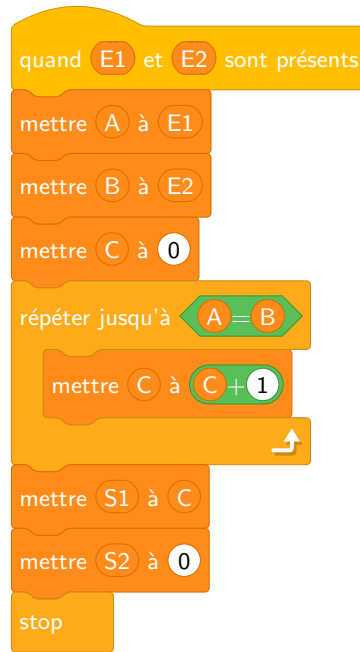 quand E1 et E2 sont présents
mettre A à E1
mettre B à E2
mettre C à 0
répéter jusqu'à A = B
mettre C à C + 1
mettre S1 à C
mettre S2 à 0
stop